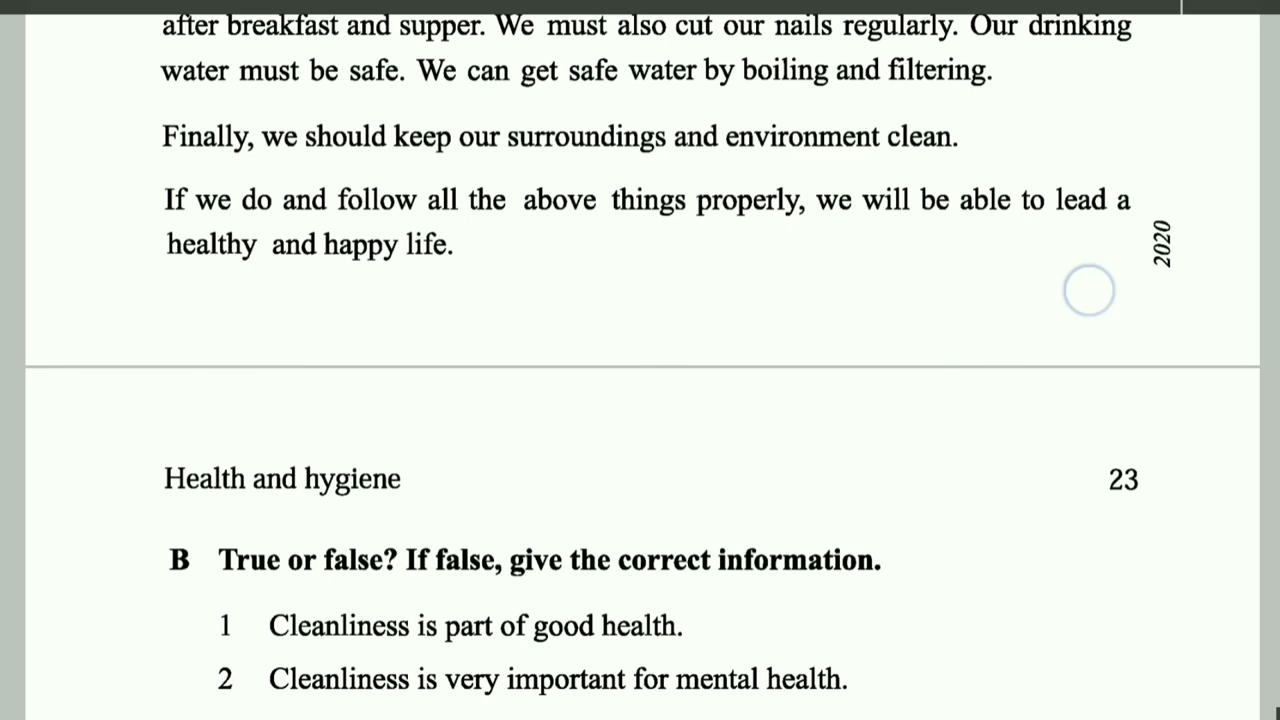 after breakfast and supper. We must also cut our nails regularly. Our drinking
water must be safe. We can get safe water by boiling and filtering.
Finally, we should keep our surroundings and environment clean.
If we do and follow all the above things properly, we will be able to lead a
healthy and happy life.
2020
Health and hygiene 23
B True or false? If false, give the correct information.
1 Cleanliness is part of good health.
2 Cleanliness is very important for mental health.